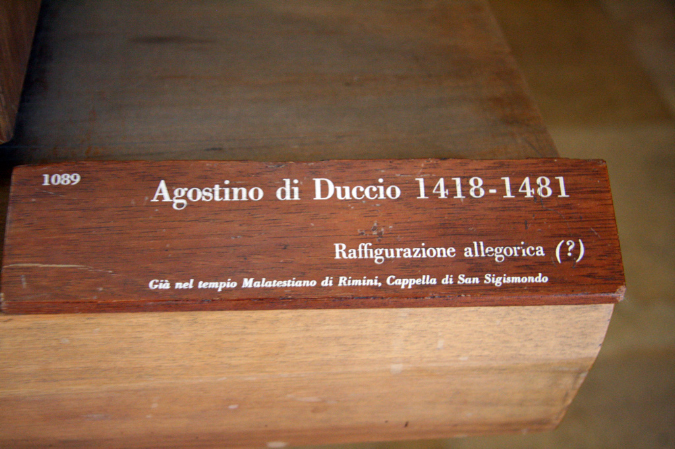 1089
Agostino di Duccio 1418-1481
Raffigurazione allegorica (?)
Già nel tempio Malatestiano di Rimini, Cappella di San Sigismondo